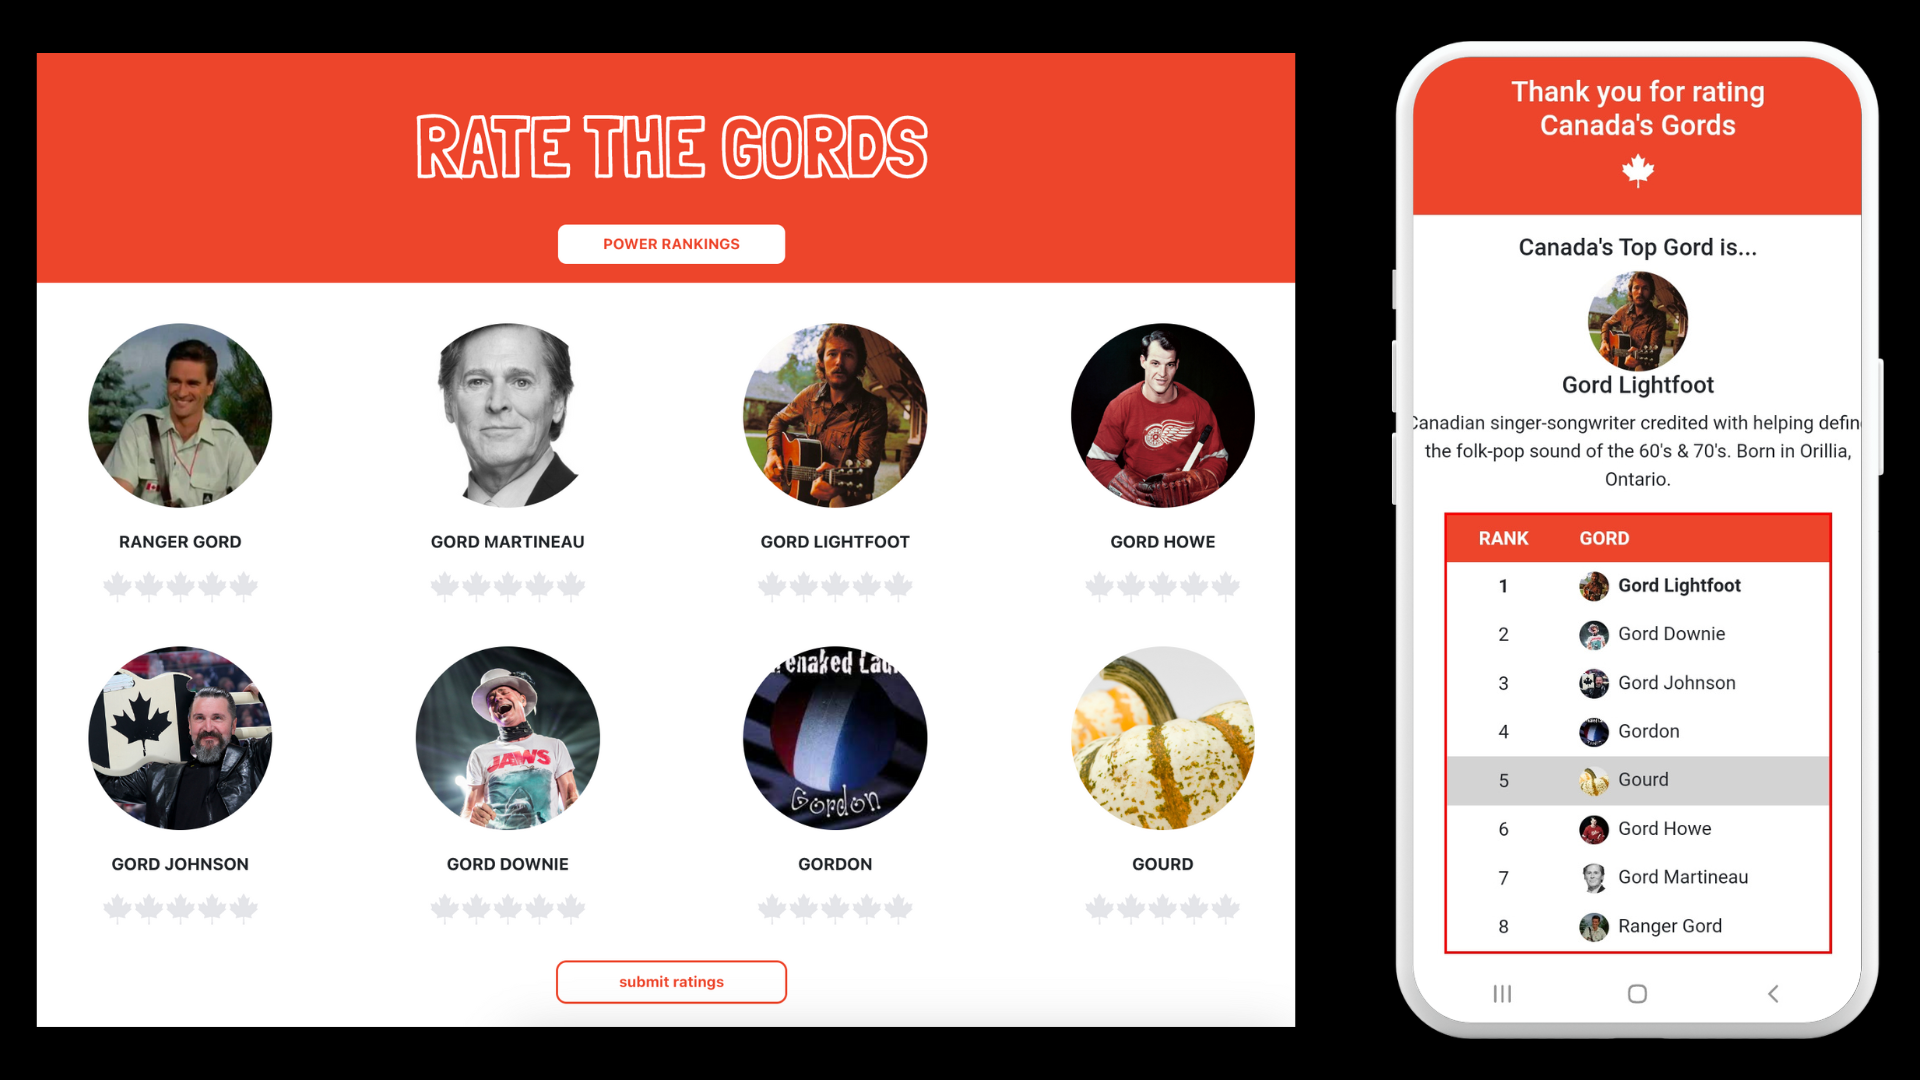 RATE THE GORDS
POWER RANKINGS
RANGER GORD
GORD MARTINEAU
GORD LIGHTFOOT
GORD HOWE
JAWS
enaked Lad
Gordon
GORD JOHNSON
GORD DOWNIE
GORDON
GOURD
submit ratings
Thank you for rating
Canada's Gords
Canada's Top Gord is...
Gord Lightfoot
Canadian singer-songwriter credited with helping defin
the folk-pop sound of the 60's & 70's. Born in Orillia,
Ontario.
RANK GORD
1 Gord Lightfoot
2 Gord Downie
3 Gord Johnson
4 Gordon
5 Gourd
6 Gord Howe
7 Gord Martineau
8 Ranger Gord